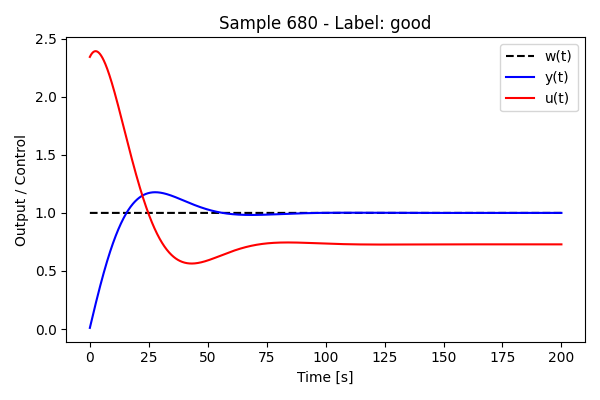 Sample 680 - Label: good
Output / Control
2.5
2.0
1.5
1.0
0.5
0.0
w(t)
y(t)
u(t)
0 25 50 75 100 125 150 175 200
Time [s]